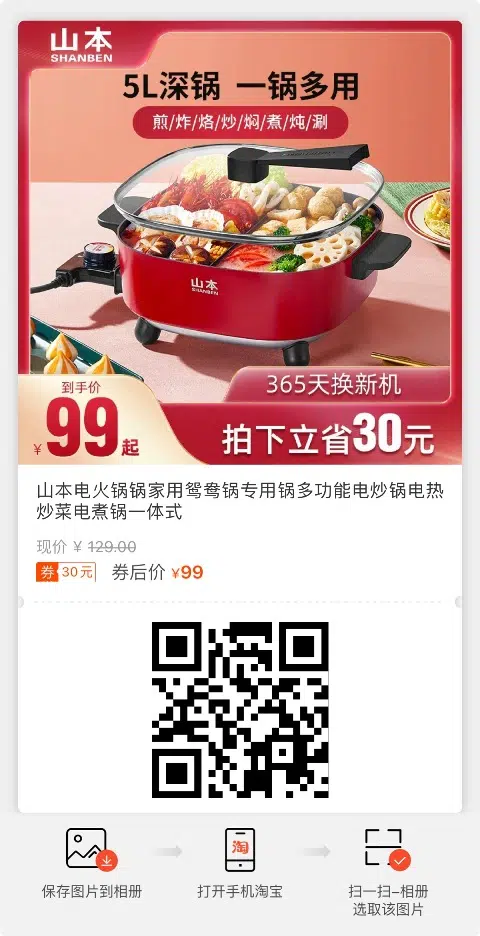 山本
SHANBEN
5L深锅 一锅多用
煎/炸/烙/炒/焖/煮/炖/涮
山本
SHANBEN
365天换新机
到手价
¥99起
拍下立省30元
山本电火锅锅家用鸳鸯锅专用锅多功能电炒锅电热
炒菜电煮锅一体式
现价 ¥ 129.00
券 30元 券后价 ¥99
淘
保存图片到相册
打开手机淘宝
扫一扫-相册
选取该图片